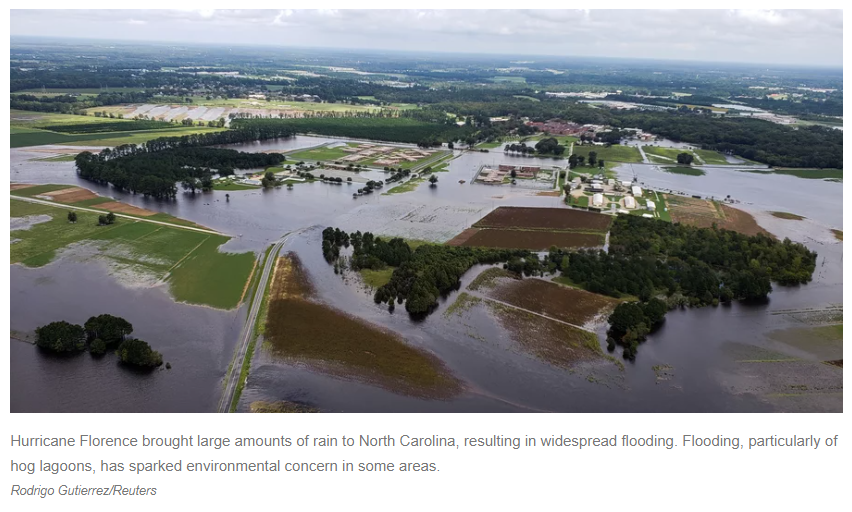 Hurricane Florence brought large amounts of rain to North Carolina, resulting in widespread flooding. Flooding, particularly of
hog lagoons, has sparked environmental concern in some areas.
Rodrigo Gutierrez/Reuters